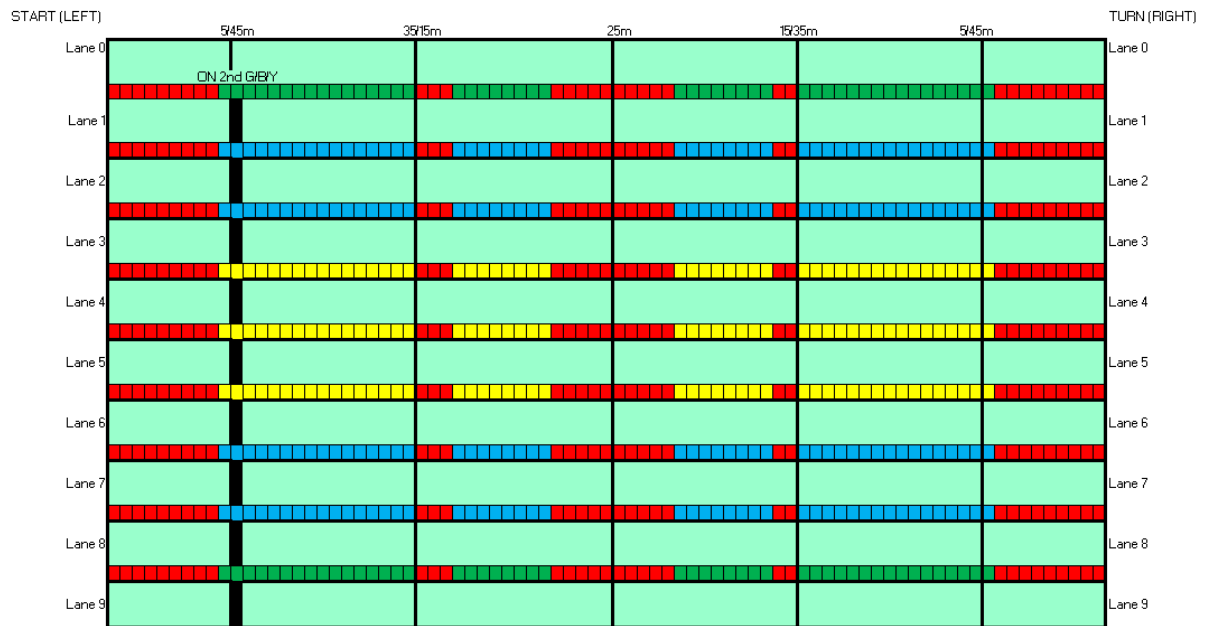 START (LEFT) TURN (RIGHT)
5/45m 35/15m 25m 15/35m 5/45m
Lane 0 Lane 0
ON 2nd G/B/Y
Lane 1 Lane 1
Lane 2 Lane 2
Lane 3 Lane 3
Lane 4 Lane 4
Lane 5 Lane 5
Lane 6 Lane 6
Lane 7 Lane 7
Lane 8 Lane 8
Lane 9 Lane 9